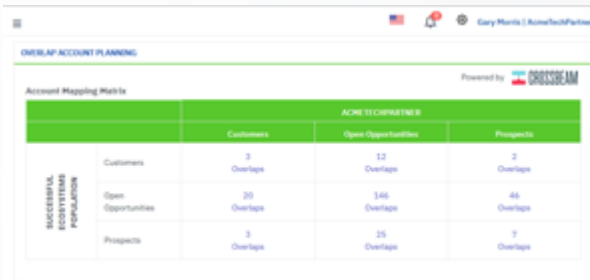 Gary Morris | AcmeTechPartne
OVERLAP ACCOUNT PLANNING
Powered by CROSSBEAM
Account Mapping Matrix
ACMETECHPARTNER
Customers Open Opportunities Prospects
SUCCESSFUL
ECOSYSTEMS
POPULATION
Customers
3 12 2
Overlaps Overlaps Overlaps
Open
Opportunities
20 146 46
Overlaps Overlaps Overlaps
Prospects
3 25 7
Overlaps Overlaps Overlaps